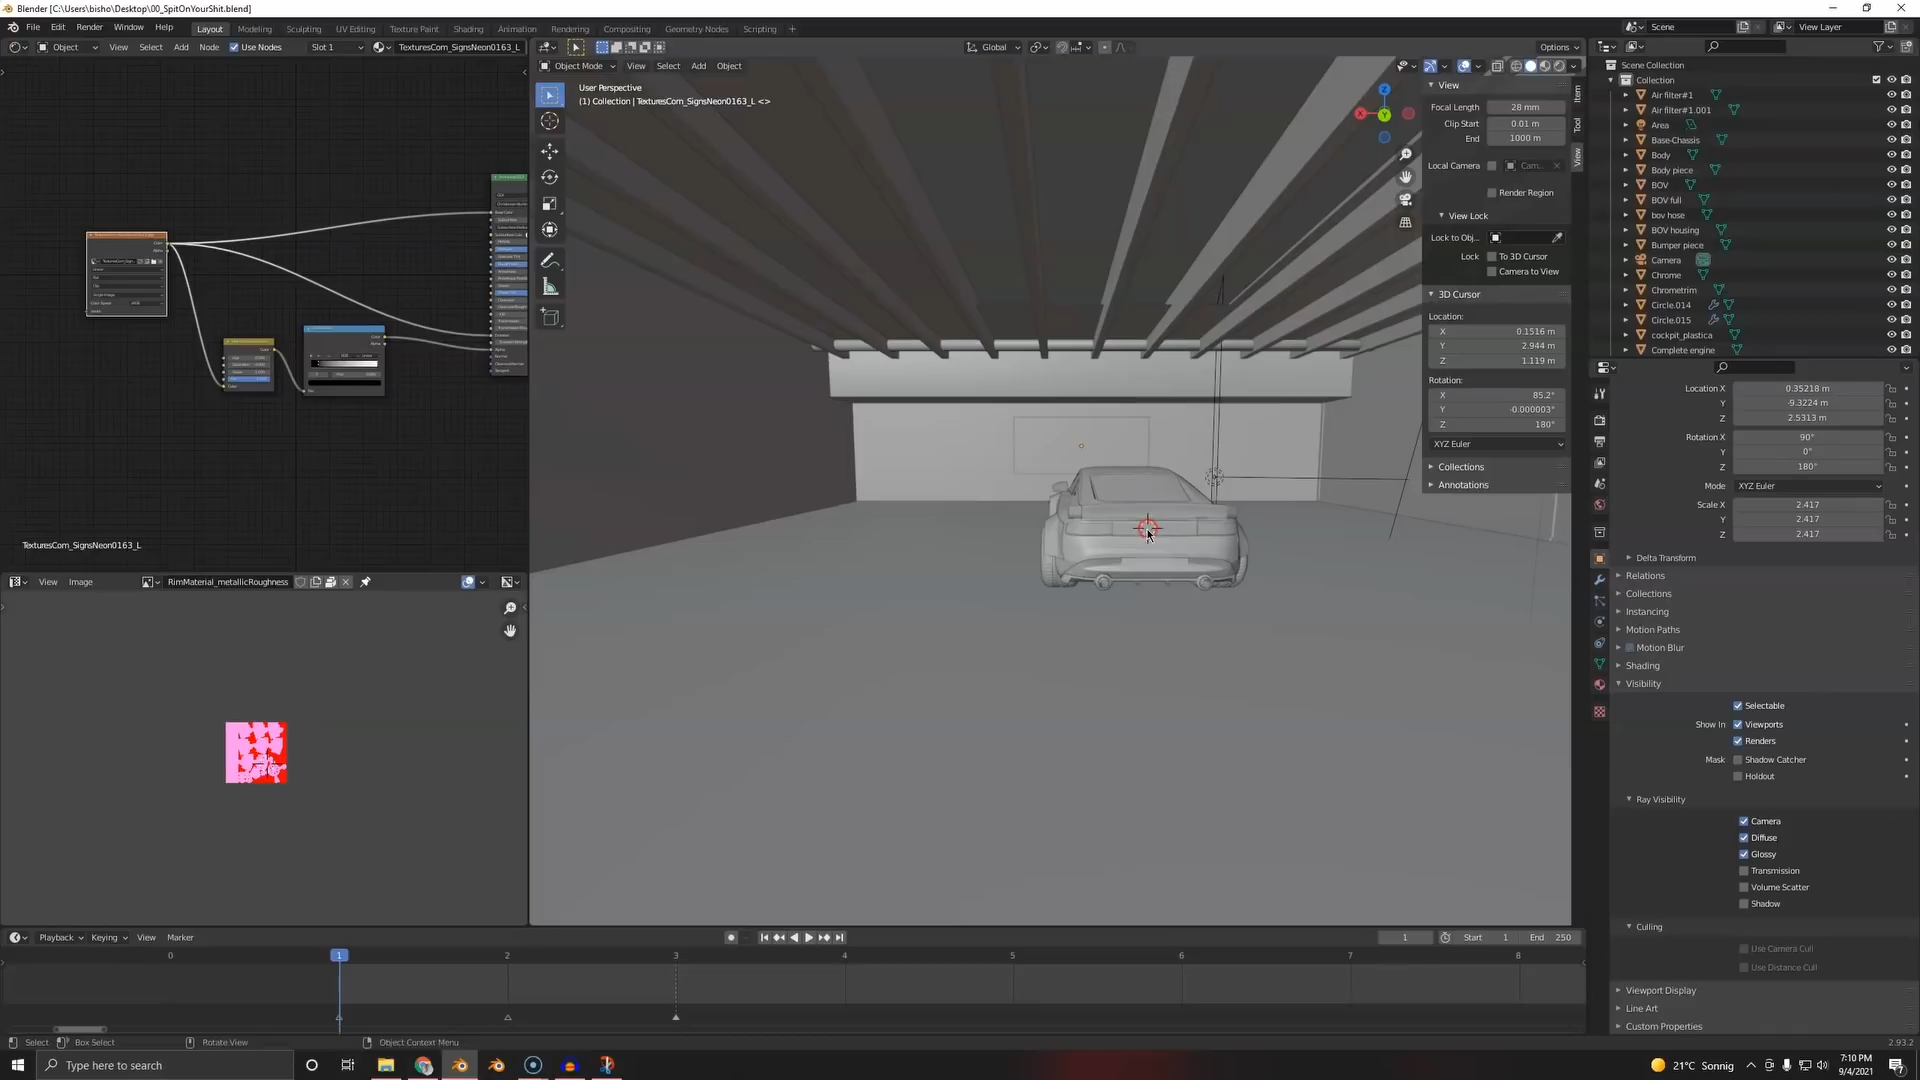 Blender [C:\Users\bisho\Desktop\00_SpitOnYourShit.blend]
File Edit Render Window Help Layout Modeling Sculpting UV Editing Texture Paint Shading Animation Rendering Compositing Geometry Nodes Scripting + Scene View Layer
Object View Select Add Node Use Nodes Slot 1 TexturesCom_SignsNeon0163_L
Global Options
Object Mode View Select Add Object
User Perspective
(1) Collection | TexturesCom_SignsNeon0163_L <>
View
Focal Length 28 mm
Clip Start 0.01 m
End 1000 m
Local Camera Cam...
Render Region
View Lock
Lock to Obj...
Lock To 3D Cursor
Camera to View
3D Cursor
Location:
X 0.1516 m
Y 2.944 m
Z 1.119 m
Rotation:
X 85.2°
Y -0.000003°
Z 180°
XYZ Euler
Collections
Annotations
Item
Tool
View
Z
X
Y
Scene Collection
Collection
Air filter#1
Air filter#1.001
Area
Base-Chassis
Body
Body piece
BOV
BOV full
bov hose
BOV housing
Bumper piece
Camera
Chrome
Chrometrim
Circle.014
Circle.015
cockpit_plastica
Complete engine
Location X 0.35218 m
Y -9.3224 m
Z 2.5313 m
Rotation X 90°
Y 0°
Z 180°
Mode XYZ Euler
Scale X 2.417
Y 2.417
Z 2.417
Delta Transform
Relations
Collections
Instancing
Motion Paths
Motion Blur
Shading
Visibility
Selectable
Show In Viewports
Renders
Mask Shadow Catcher
Holdout
Ray Visibility
Camera
Diffuse
Glossy
Transmission
Volume Scatter
Shadow
Culling
Use Camera Cull
Use Distance Cull
Viewport Display
Line Art
Custom Properties
TexturesCom_SignsNeon0163_L
View Image RimMaterial_metallicRoughness
Playback Keying View Marker 1 Start 1 End 250
0 1 2 3 4 5 6 7 8
Select Box Select Rotate View Object Context Menu 2.93.2
Type here to search
21°C Sonnig
7:10 PM
9/4/2021
7